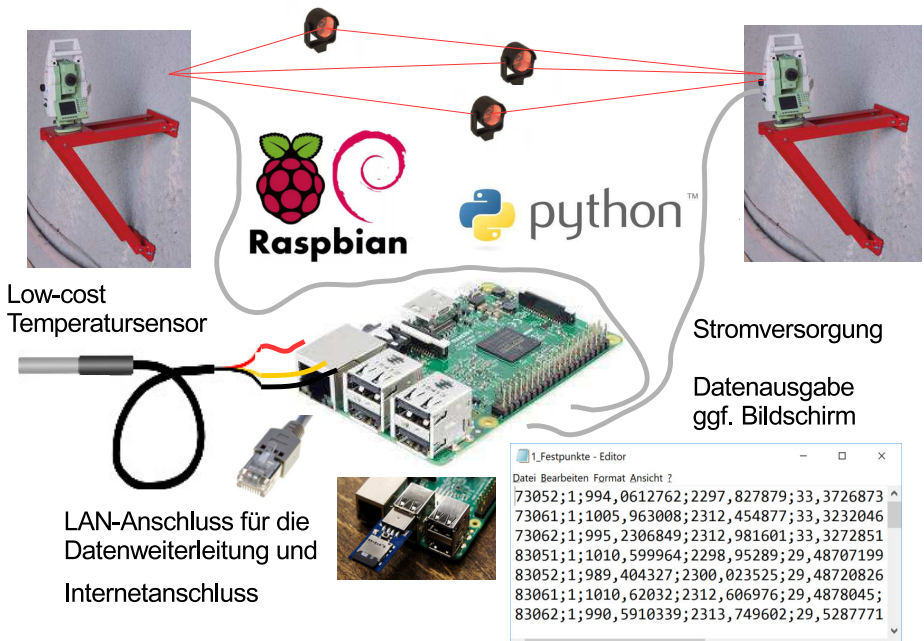 Raspbian
python™
Low-cost
Temperatursensor
Stromversorgung
Datenausgabe
ggf. Bildschirm
LAN-Anschluss für die
Datenweiterleitung und
Internetanschluss
1_Festpunkte - Editor
Datei Bearbeiten Format Ansicht ?
73052;1;994,0612762;2297,827879;33,3726873
73061;1;1005,963008;2312,454877;33,3232046
73062;1;995,2306849;2312,981601;33,3272851
83051;1;1010,599964;2298,95289;29,48707199
83052;1;989,404327;2300,023525;29,48720826
83061;1;1010,62032;2312,606976;29,4878045;
83062;1;990,5910339;2313,749602;29,5287771